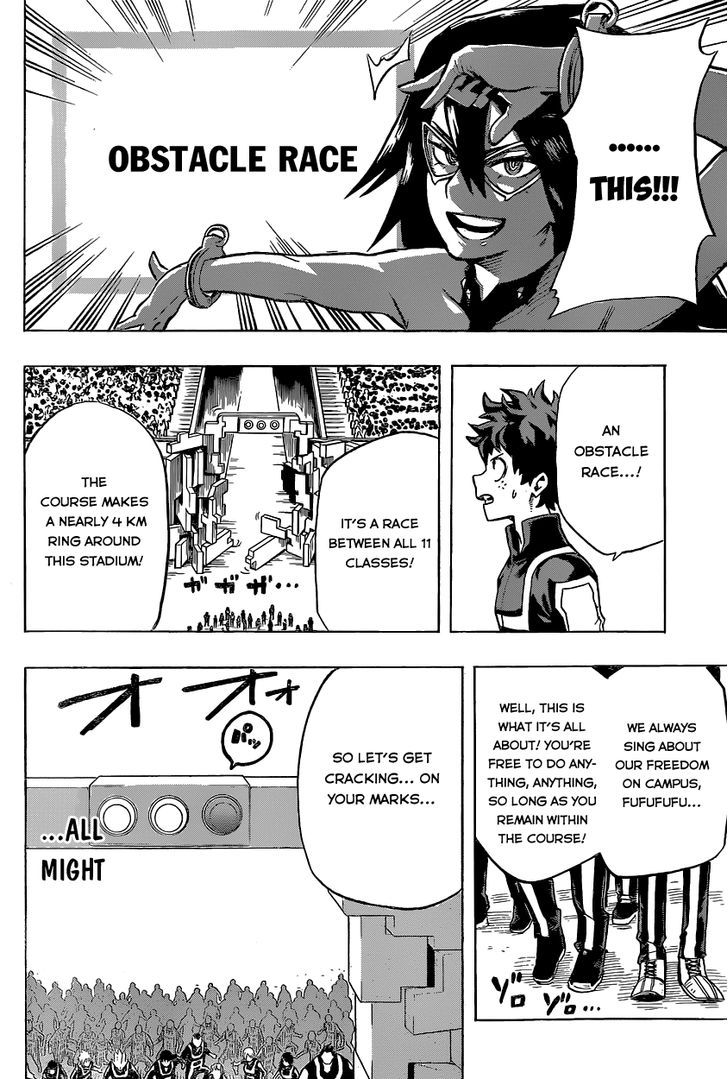 ......
THIS!!!
OBSTACLE RACE
AN
OBSTACLE
RACE...!
IT'S A RACE
BETWEEN ALL 11
CLASSES!
THE
COURSE MAKES
A NEARLY 4 KM
RING AROUND
THIS STADIUM!
ガガガ・・・
WE ALWAYS
SING ABOUT
OUR FREEDOM
ON CAMPUS,
FUFUFUFU...
WELL, THIS IS
WHAT IT'S ALL
ABOUT! YOU'RE
FREE TO DO ANY-
THING, ANYTHING,
SO LONG AS YOU
REMAIN WITHIN
THE COURSE!
ゾロ
ゾロ...
SO LET'S GET
CRACKING... ON
YOUR MARKS...
オオォ
パッ
...ALL
MIGHT